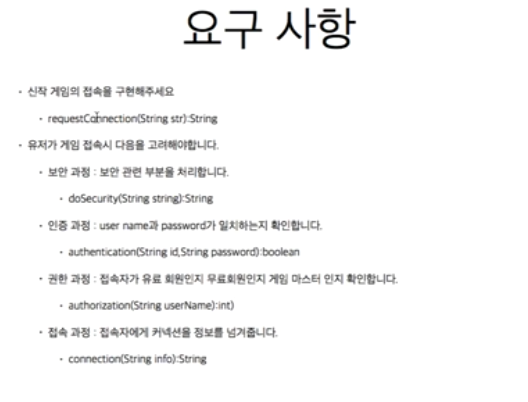 요구 사항
• 신작 게임의 접속을 구현해주세요
• requestConnection(String str):String
• 유저가 게임 접속시 다음을 고려해야합니다.
• 보안 과정 : 보안 관련 부분을 처리합니다.
• doSecurity(String string):String
• 인증 과정 : user name과 password가 일치하는지 확인합니다.
• authentication(String id,String password):boolean
• 권한 과정 : 접속자가 유료 회원인지 무료회원인지 게임 마스터 인지 확인합니다.
• authorization(String userName):int)
• 접속 과정 : 접속자에게 커넥션을 정보를 넘겨줍니다.
• connection(String info):String